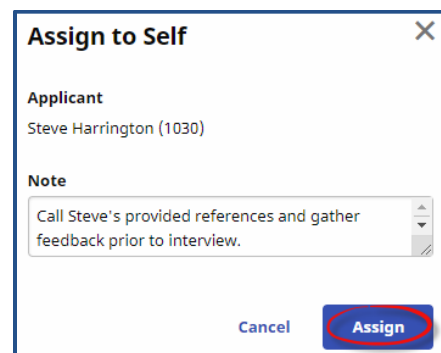 Assign to Self
Applicant
Steve Harrington (1030)
Note
Call Steve's provided references and gather
feedback prior to interview.
Cancel Assign